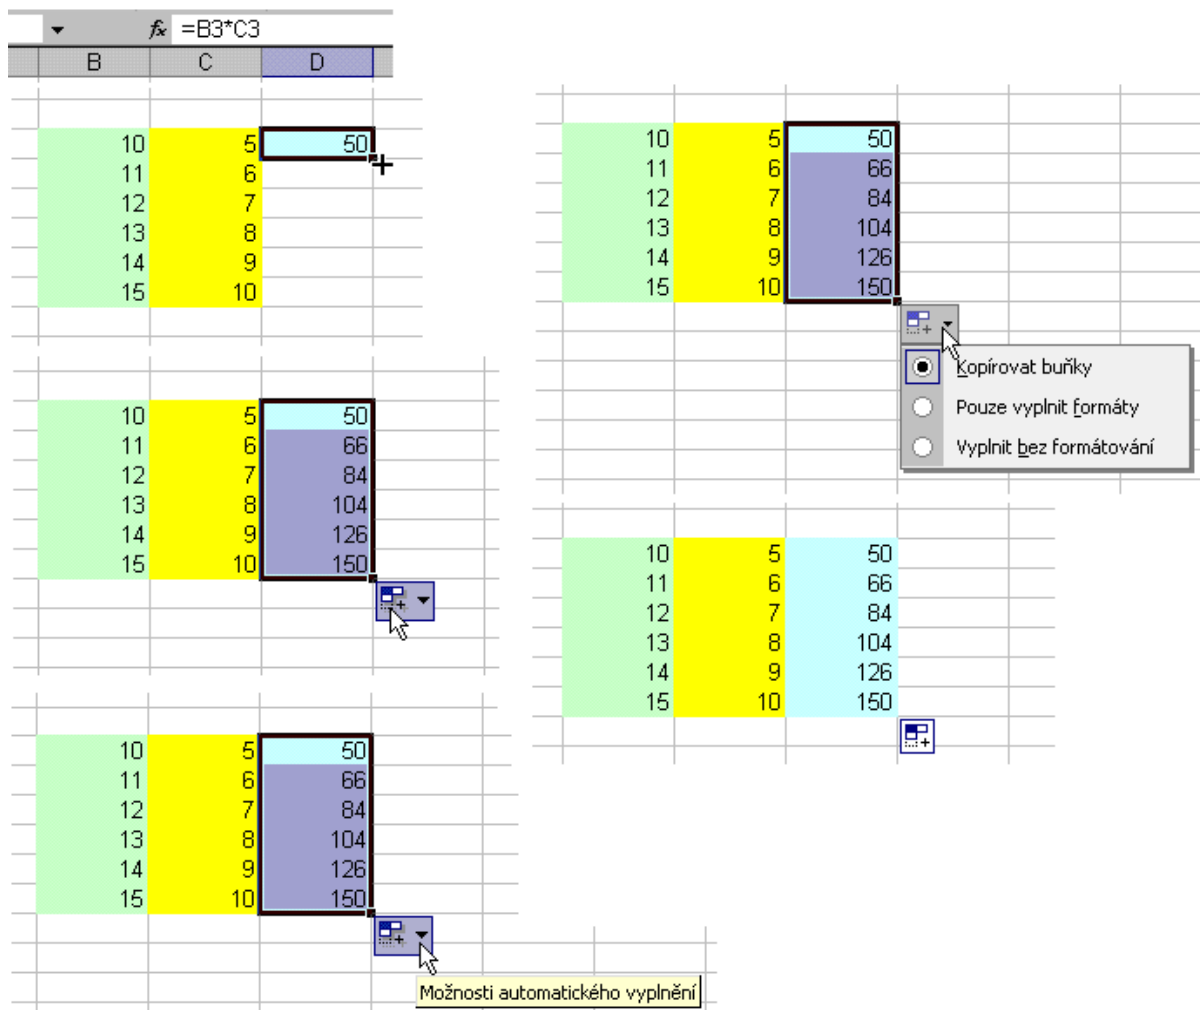 fx =B3*C3
B C D
10 5 50
11 6
12 7
13 8
14 9
15 10
10 5 50
11 6 66
12 7 84
13 8 104
14 9 126
15 10 150
10 5 50
11 6 66
12 7 84
13 8 104
14 9 126
15 10 150
Možnosti automatického vyplnění
10 5 50
11 6 66
12 7 84
13 8 104
14 9 126
15 10 150
Kopírovat buňky
Pouze vyplnit formáty
Vyplnit bez formátování
10 5 50
11 6 66
12 7 84
13 8 104
14 9 126
15 10 150